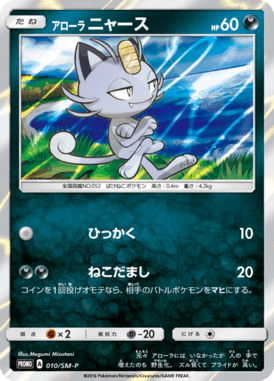 たね アローラ ニャース HP60
全国図鑑NO.052 ばけねこポケモン 高さ:0.4m 重さ:4.2kg
ひっかく 10
ねこだまし 20
コインを1回投げオモテなら、相手のバトルポケモンをマヒにする。
弱点 ×2 抵抗力 -20 にげる
Illus.Megumi Mizutani
PROMO A 010/SM-P
元々 アローラには いなかったが 人の 手で
©2016 Pokémon/Nintendo/Creatures/GAME FREAK.